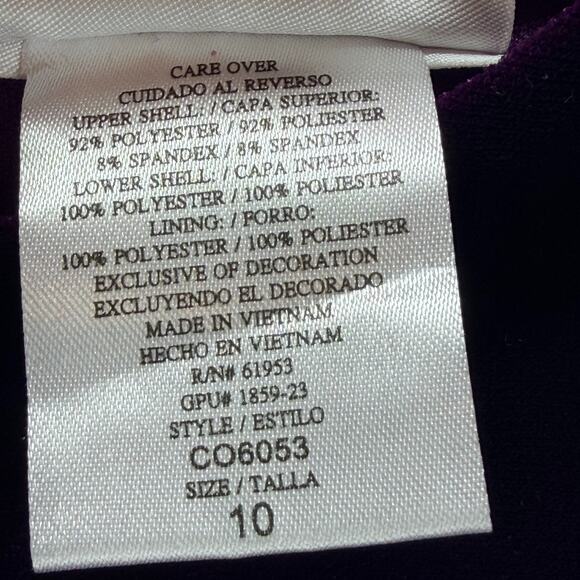 CARE OVER
CUIDADO AL REVERSO
UPPER SHELL: / CAPA SUPERIOR:
92% POLYESTER / 92% POLIESTER
8% SPANDEX / 8% SPANDEX
LOWER SHELL: / CAPA INFERIOR:
100% POLYESTER / 100% POLIESTER
LINING: / FORRO:
100% POLYESTER / 100% POLIESTER
EXCLUSIVE OF DECORATION
EXCLUYENDO EL DECORADO
MADE IN VIETNAM
HECHO EN VIETNAM
R/N# 61953
GPU# 1859-23
STYLE / ESTILO
CO6053
SIZE / TALLA
10